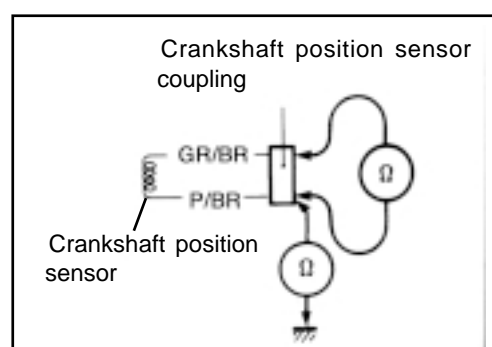 Crankshaft position sensor
coupling
GR/BR
Ω
P/BR
Crankshaft position
sensor
Ω